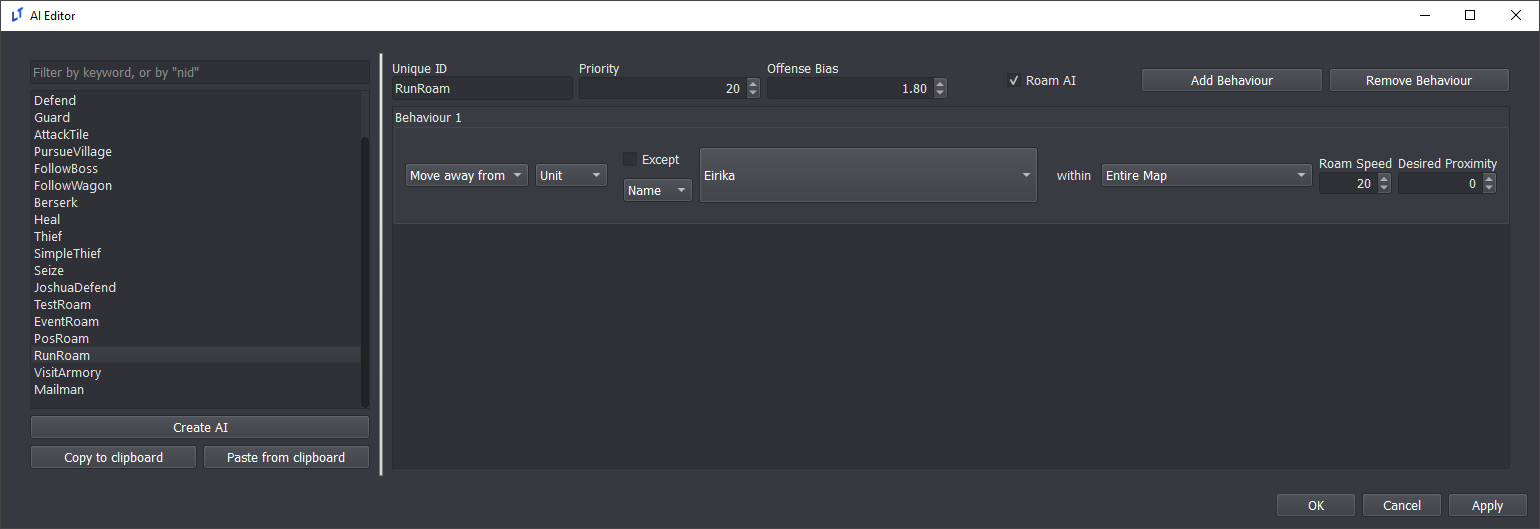 LT AI Editor
Filter by keyword, or by "nid"
Defend
Guard
AttackTile
PursueVillage
FollowBoss
FollowWagon
Berserk
Heal
Thief
SimpleThief
Seize
JoshuaDefend
TestRoam
EventRoam
PosRoam
RunRoam
VisitArmory
Mailman
Create AI
Copy to clipboard Paste from clipboard
Unique ID Priority Offense Bias
RunRoam 20 1.80 Roam AI Add Behaviour Remove Behaviour
Behaviour 1
Move away from Unit Except Name Eirika within Entire Map Roam Speed 20 Desired Proximity 0
OK Cancel Apply